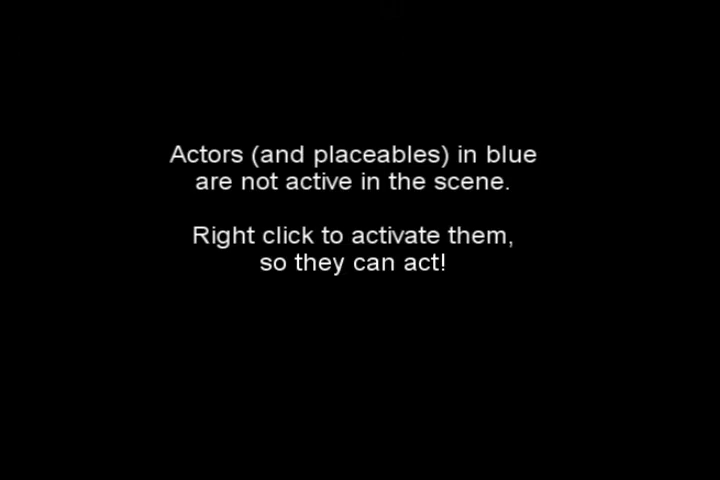 Actors (and placeables) in blue
are not active in the scene.
Right click to activate them,
so they can act!